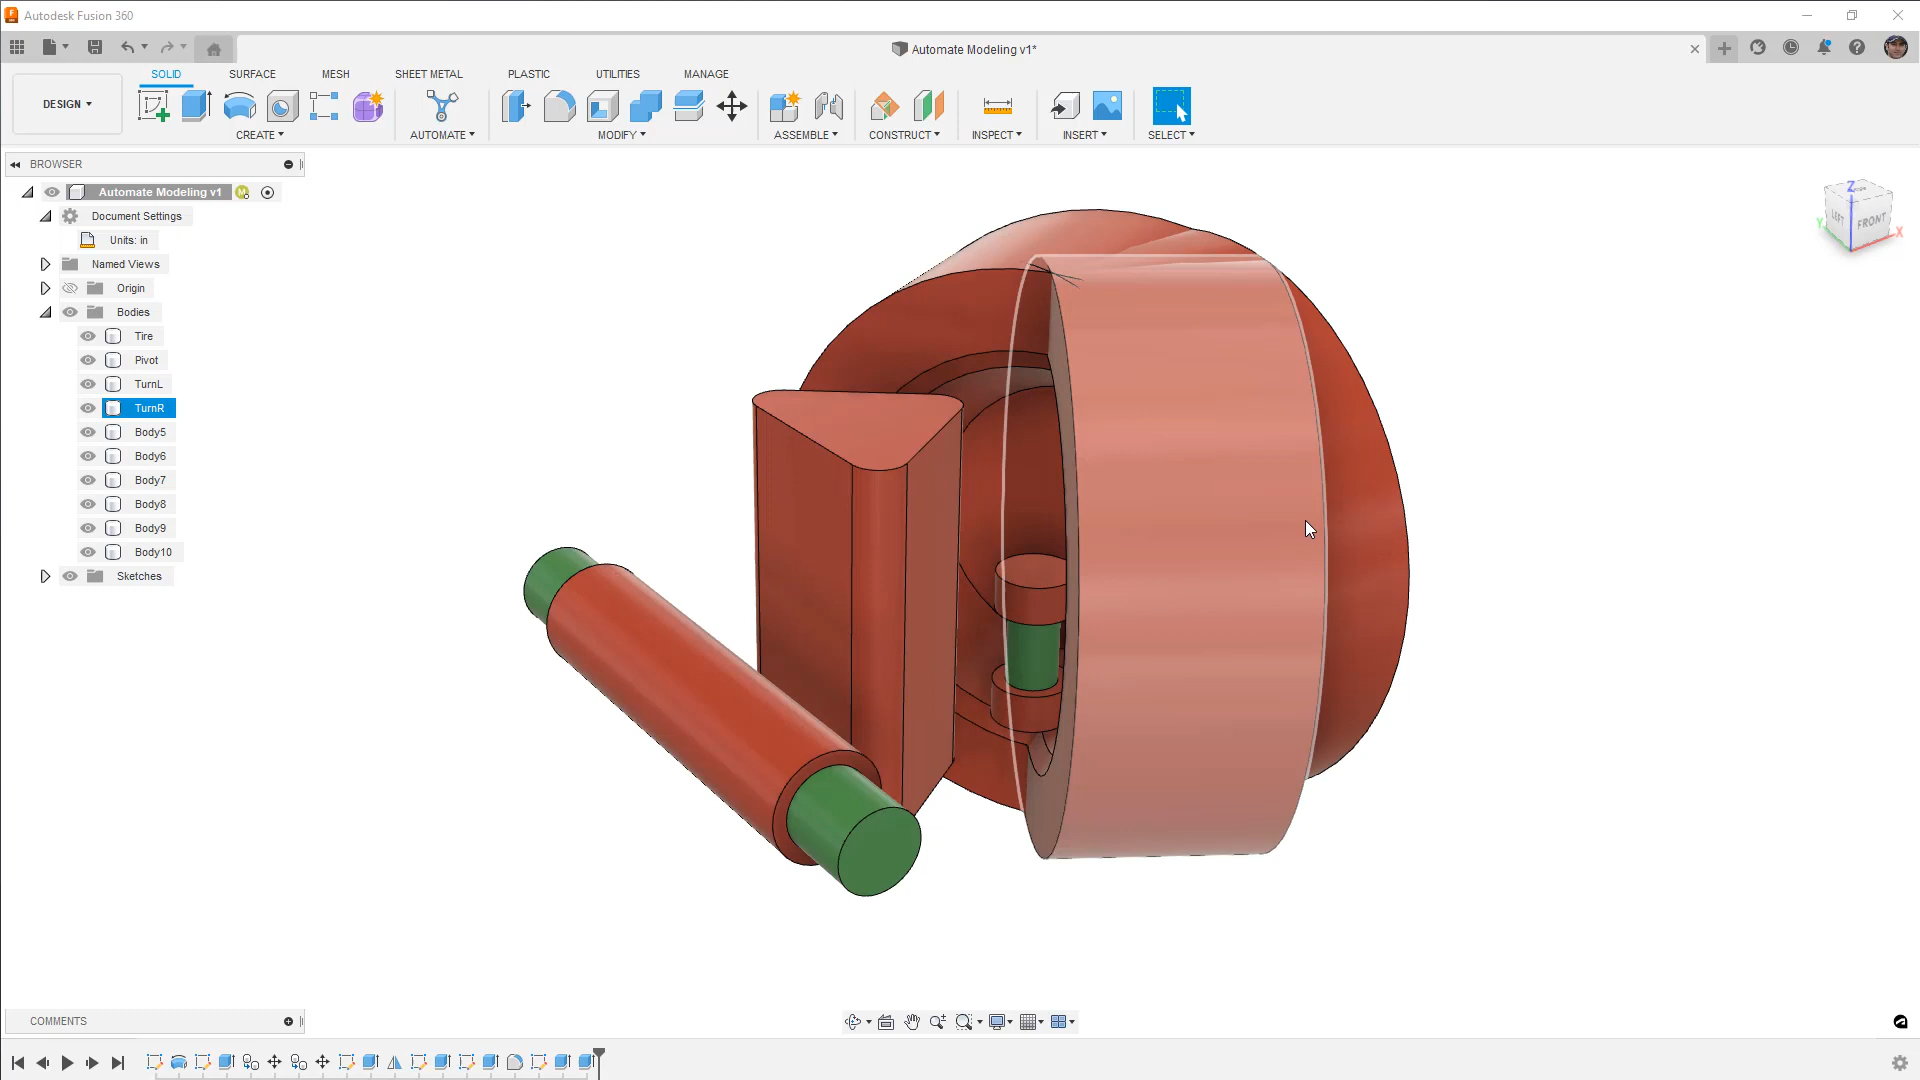 Autodesk Fusion 360
Automate Modeling v1*
DESIGN
SOLID
SURFACE
MESH
SHEET METAL
PLASTIC
UTILITIES
MANAGE
CREATE
AUTOMATE
MODIFY
ASSEMBLE
CONSTRUCT
INSPECT
INSERT
SELECT
BROWSER
Automate Modeling v1
Document Settings
Units: in
Named Views
Origin
Bodies
Tire
Pivot
TurnL
TurnR
Body5
Body6
Body7
Body8
Body9
Body10
Sketches
Z
LEFT
FRONT
Y
X
COMMENTS